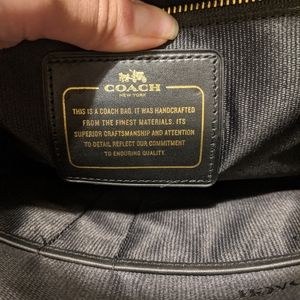 COACH
NEW YORK
THIS IS A COACH BAG. IT WAS HANDCRAFTED
FROM THE FINEST MATERIALS. ITS
SUPERIOR CRAFTSMANSHIP AND ATTENTION
TO DETAIL REFLECT OUR COMMITMENT
TO ENDURING QUALITY.
COACH